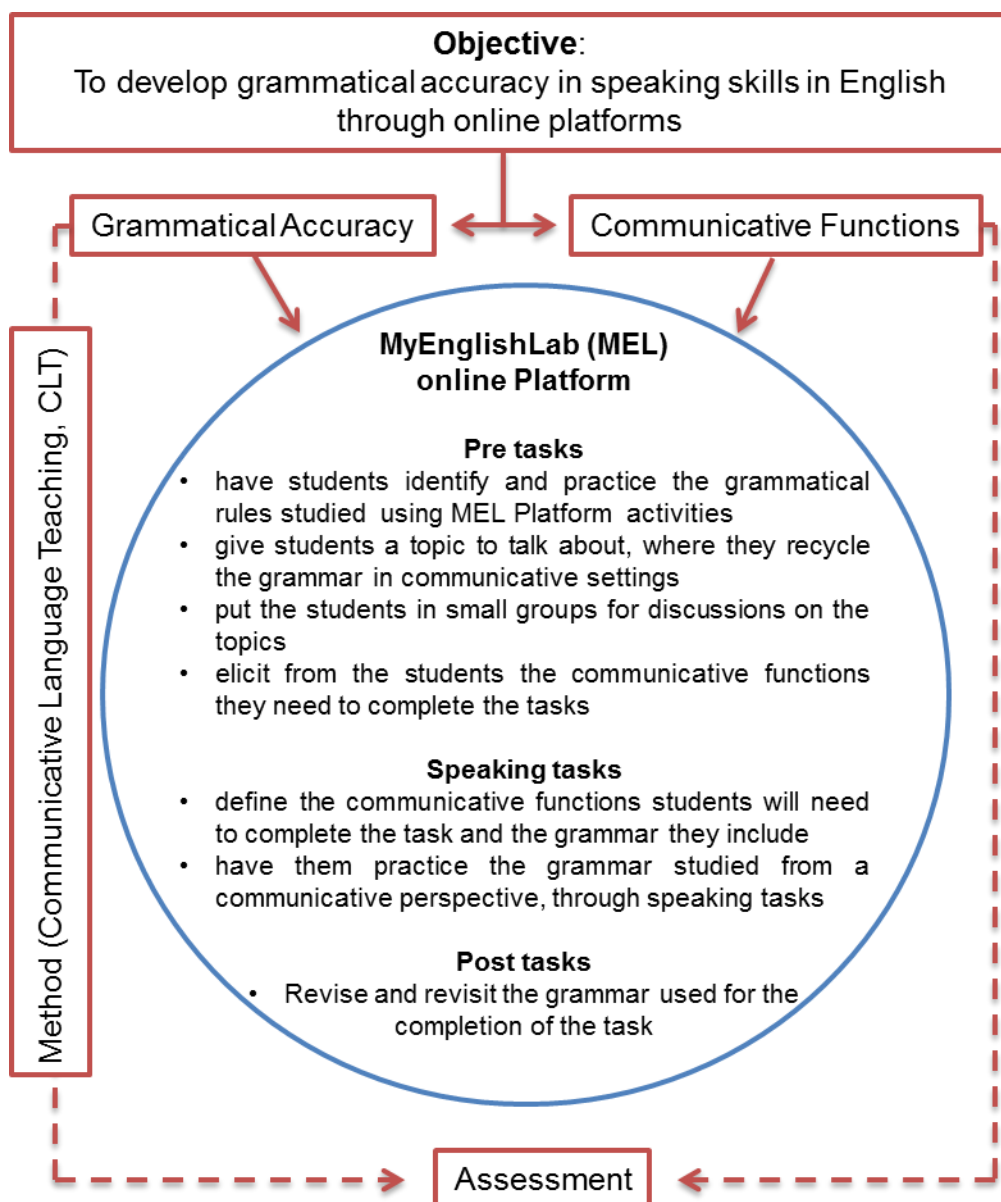 Objective:
To develop grammatical accuracy in speaking skills in English
through online platforms
Grammatical Accuracy
Communicative Functions
Method (Communicative Language Teaching, CLT)
MyEnglishLab (MEL)
online Platform
Pre tasks
• have students identify and practice the grammatical
rules studied using MEL Platform activities
• give students a topic to talk about, where they recycle
the grammar in communicative settings
• put the students in small groups for discussions on the
topics
• elicit from the students the communicative functions
they need to complete the tasks
Speaking tasks
• define the communicative functions students will need
to complete the task and the grammar they include
• have them practice the grammar studied from a
communicative perspective, through speaking tasks
Post tasks
• Revise and revisit the grammar used for the
completion of the task
Assessment